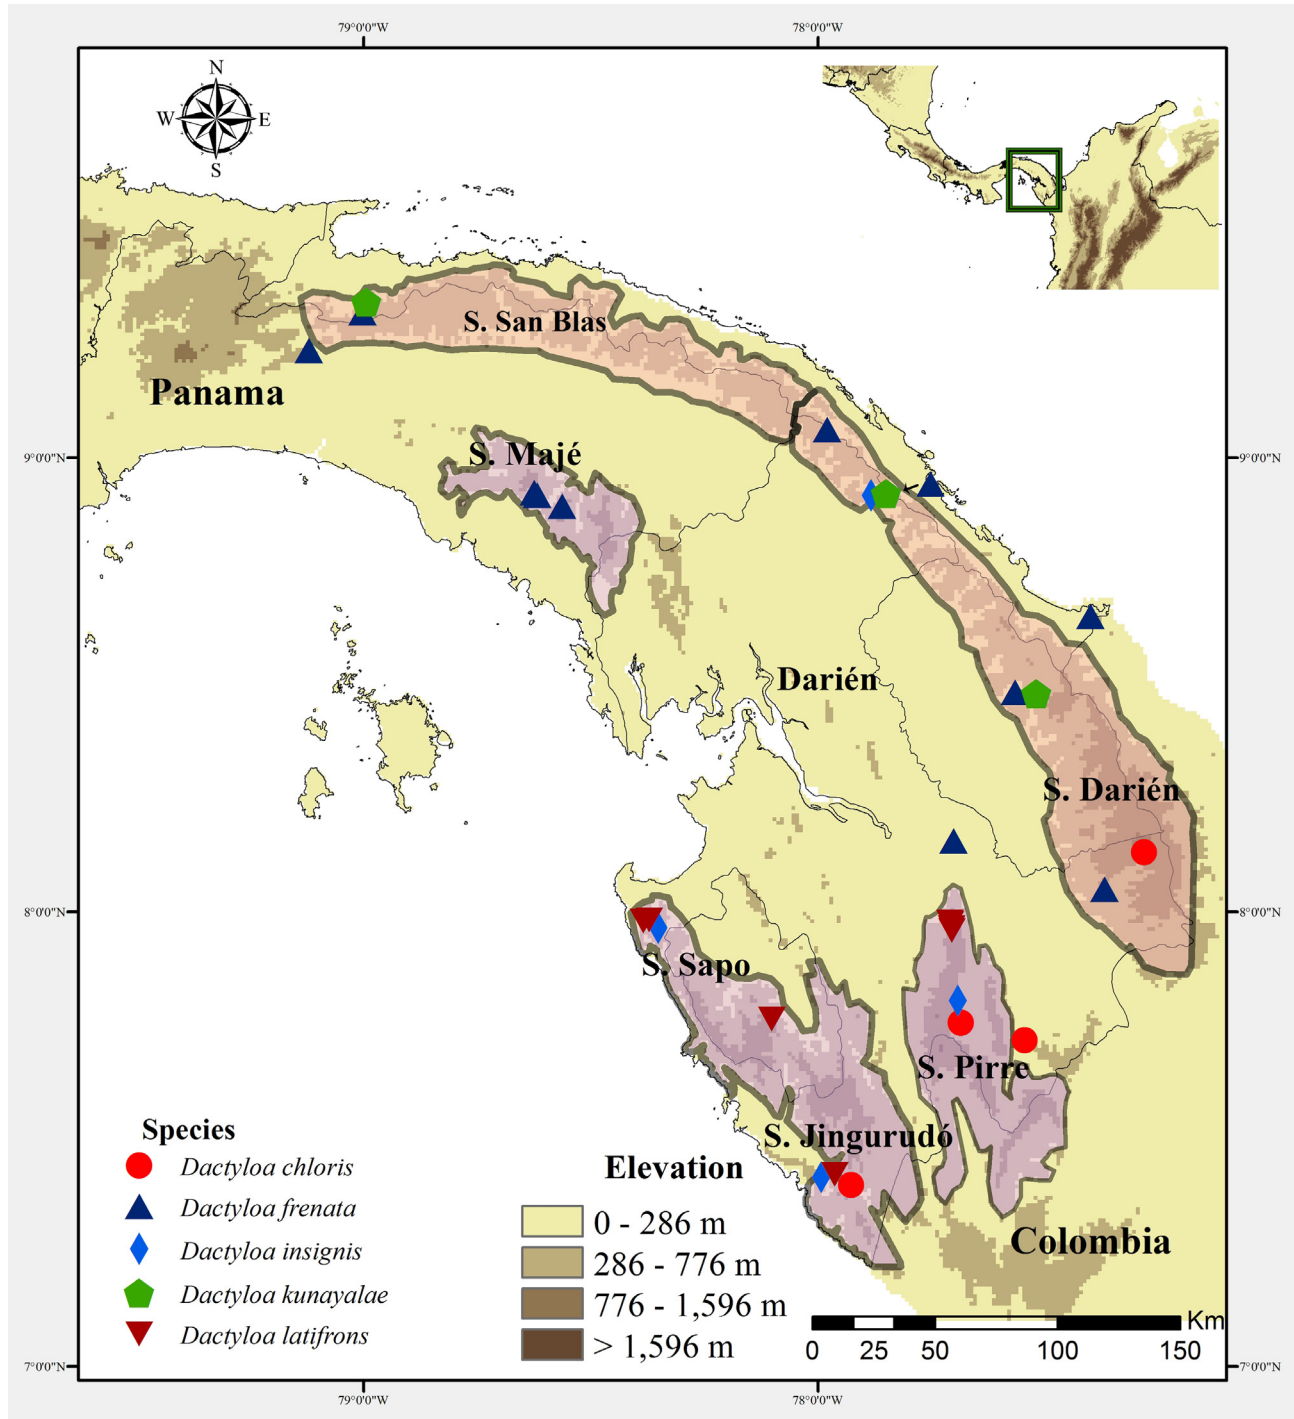 79°0'0"W 78°0'0"W
N
W E
S
S. San Blas
Panama
S. Majé
9°0'0"N 9°0'0"N
Darién
S. Darién
8°0'0"N 8°0'0"N
S. Sapo
S. Pirre
S. Jingurudó
Colombia
Species
Dactyloa chloris
Dactyloa frenata
Dactyloa insignis
Dactyloa kunayalae
Dactyloa latifrons
Elevation
0 - 286 m
286 - 776 m
776 - 1,596 m
> 1,596 m
Km
0 25 50 100 150
7°0'0"N 7°0'0"N
79°0'0"W 78°0'0"W